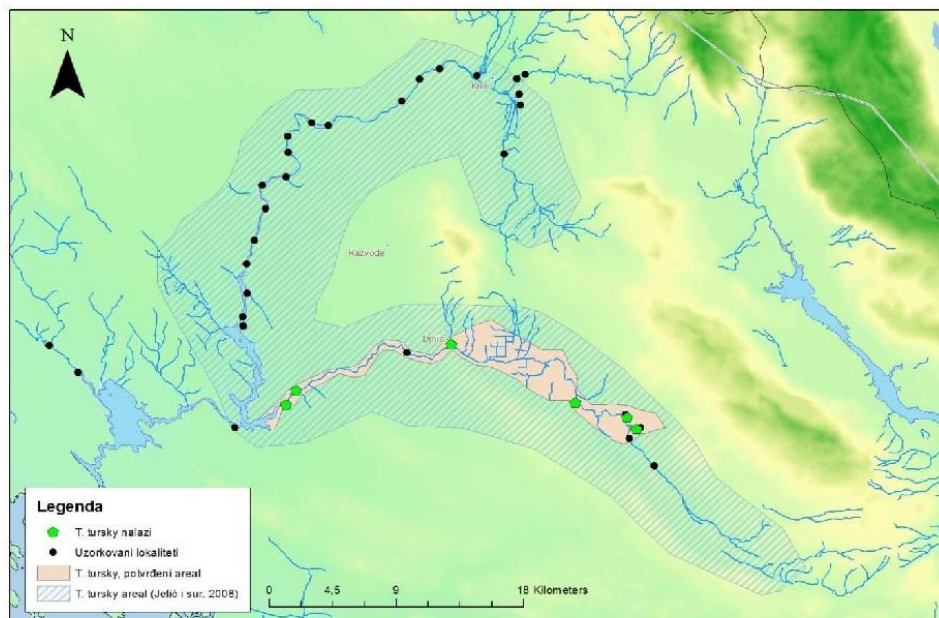 N
Knin
Razvođe
Drniš
Legenda
T. tursky nalazi
Uzorkovani lokaliteti
T. tursky, potvrđeni areal
T. tursky areal (Jelić i sur. 2008)
0 4,5 9 18 Kilometers